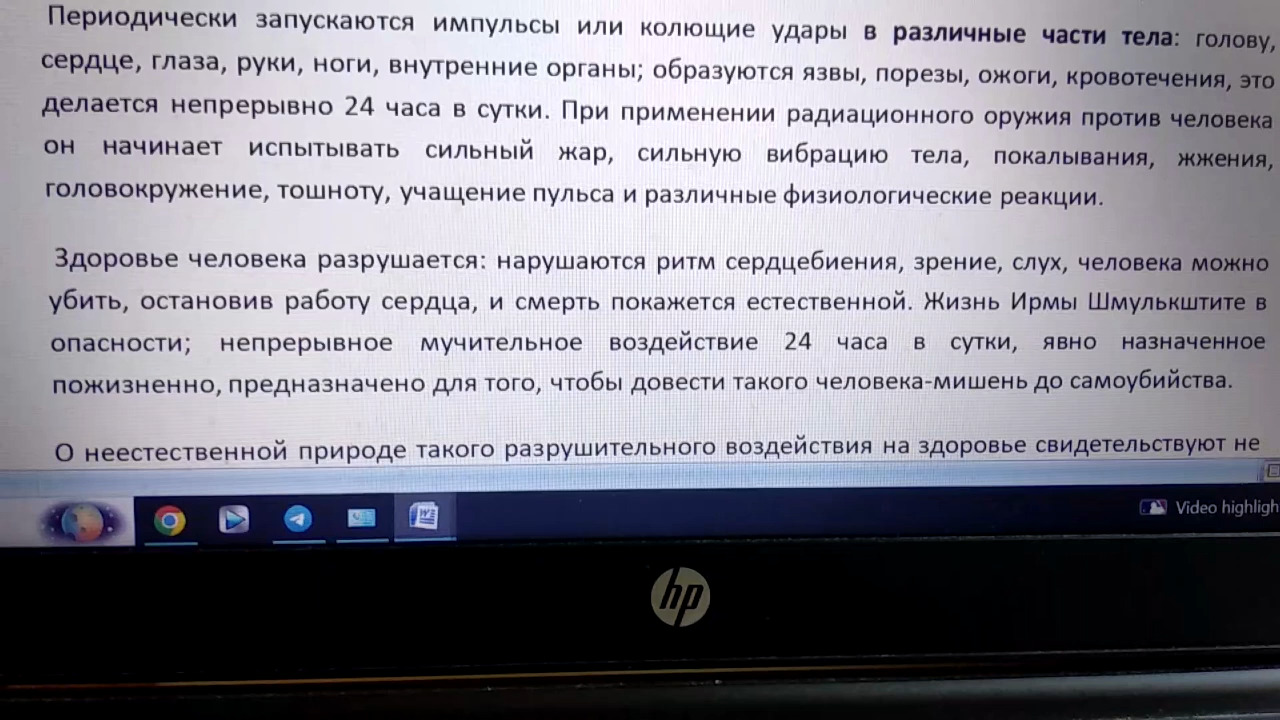 Периодически запускаются импульсы или колющие удары в различные части тела: голову,
сердце, глаза, руки, ноги, внутренние органы; образуются язвы, порезы, ожоги, кровотечения, это
делается непрерывно 24 часа в сутки. При применении радиационного оружия против человека
он начинает испытывать сильный жар, сильную вибрацию тела, покалывания, жжения,
головокружение, тошноту, учащение пульса и различные физиологические реакции.
Здоровье человека разрушается: нарушаются ритм сердцебиения, зрение, слух, человека можно
убить, остановив работу сердца, и смерть покажется естественной. Жизнь Ирмы Шмулькштите в
опасности; непрерывное мучительное воздействие 24 часа в сутки, явно назначенное
пожизненно, предназначено для того, чтобы довести такого человека-мишень до самоубийства.
О неестественной природе такого разрушительного воздействия на здоровье свидетельствуют не
Video highligh
hp